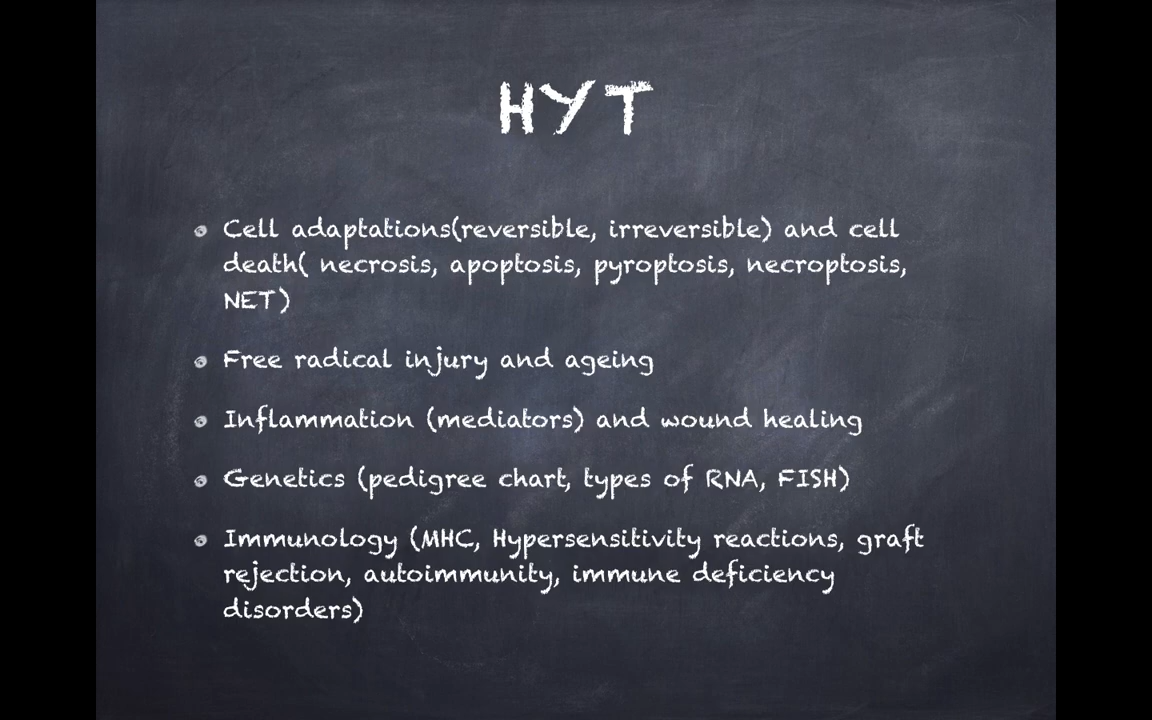 HYT
Cell adaptations(reversible, irreversible) and cell
death( necrosis, apoptosis, pyroptosis, necroptosis,
NET)
Free radical injury and ageing
Inflammation (mediators) and wound healing
Genetics (pedigree chart, types of RNA, FISH)
Immunology (MHC, Hypersensitivity reactions, graft
rejection, autoimmunity, immune deficiency
disorders)